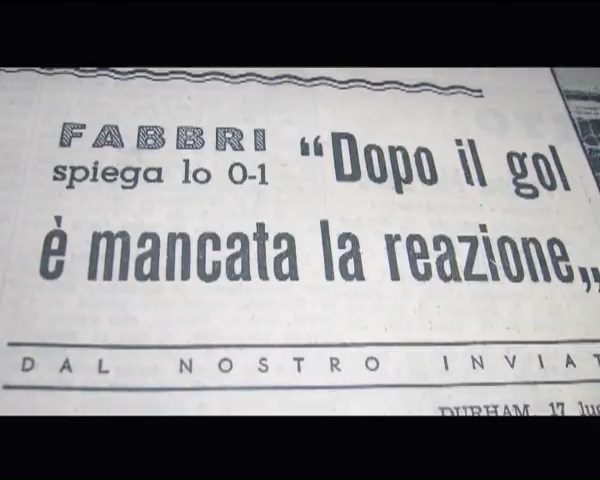 FABBRI
spiega lo 0-1
“Dopo il gol
è mancata la reazione„
DAL NOSTRO INVIAT
DURHAM, 17 lug